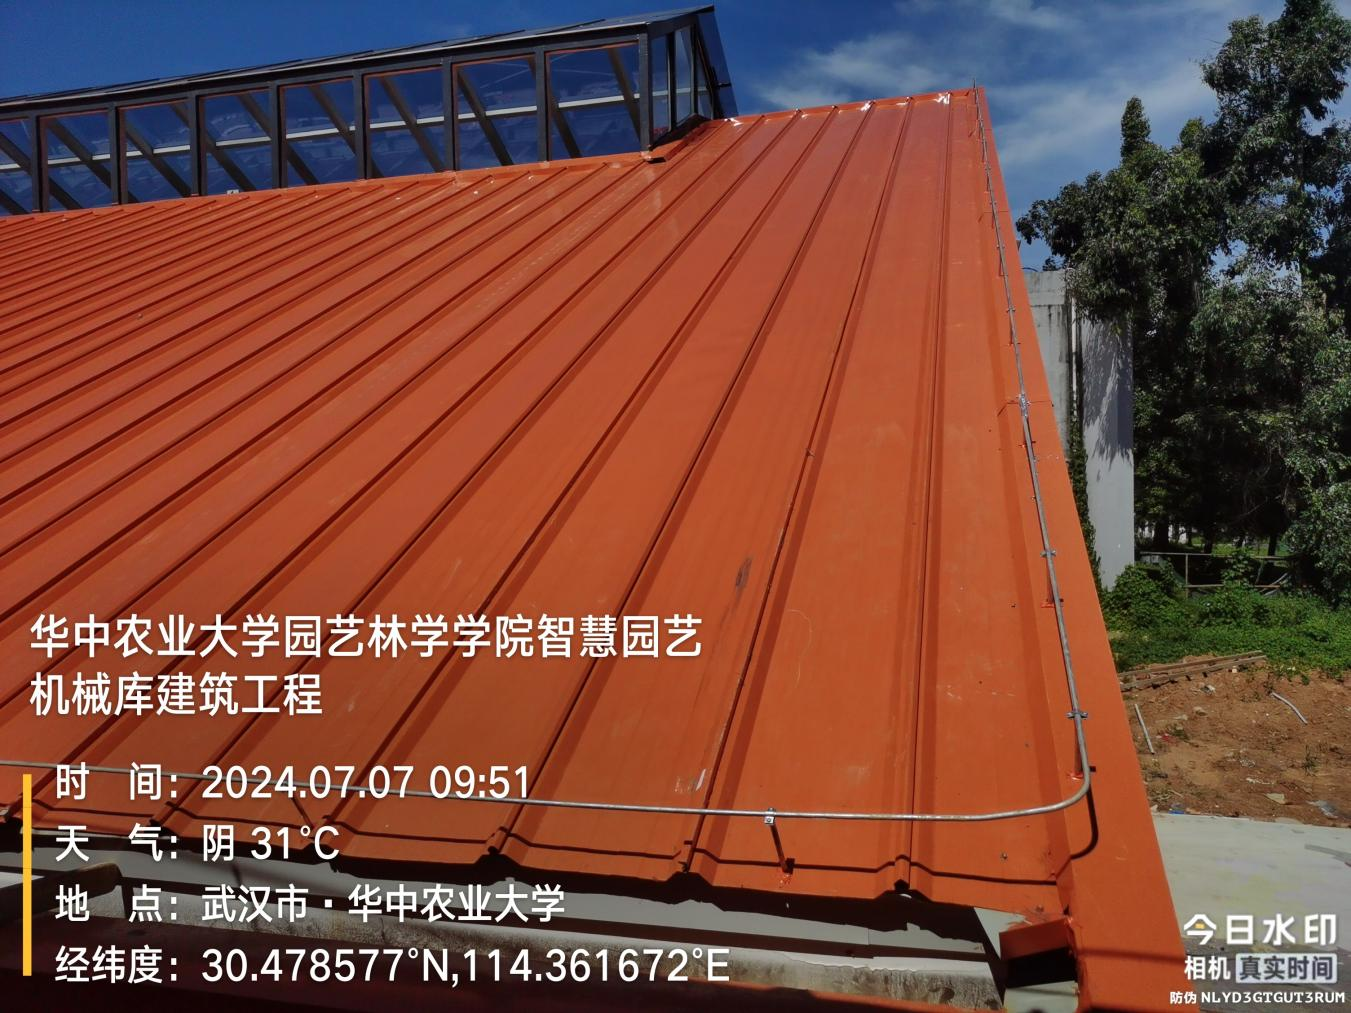 华中农业大学园艺林学学院智慧园艺
机械库建筑工程
时 间：2024.07.07 09:51
天 气：阴 31℃
地 点：武汉市·华中农业大学
经纬度：30.478577°N,114.361672°E
今日水印
相机 真实时间
防伪 NLYD3GTGUT3RUM